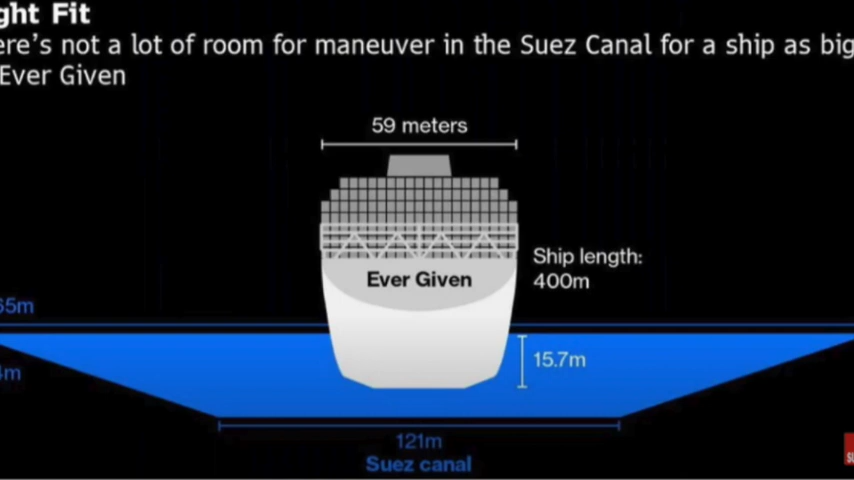 ght Fit
ere's not a lot of room for maneuver in the Suez Canal for a ship as big
Ever Given
59 meters
Ship length:
400m
Ever Given
65m
15.7m
4m
121m
Suez canal